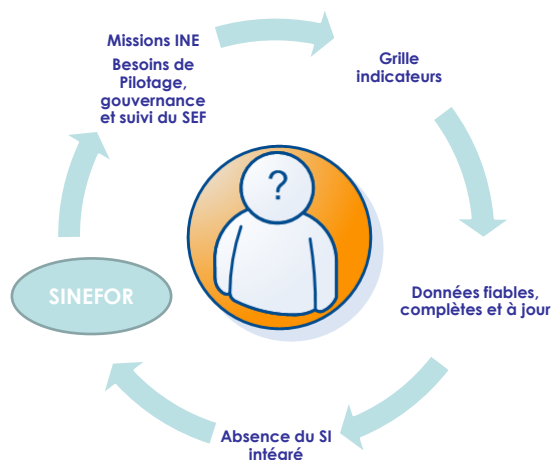 Missions INE
Besoins de
Pilotage,
gouvernance
et suivi du SEF
Grille
indicateurs
?
Données fiables,
complètes et à jour
Absence du SI
intégré
SINEFOR